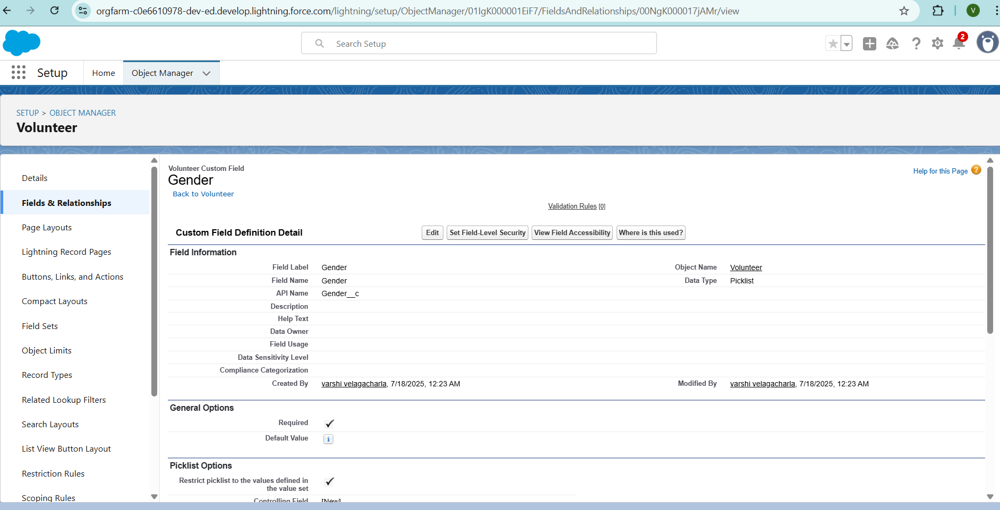 orgfarm-c0e6610978-dev-ed.develop.lightning.force.com/lightning/setup/ObjectManager/01IgK000001EiF7/FieldsAndRelationships/00NgK000017jAMr/view
V
Search Setup
2
Setup
Home
Object Manager
SETUP > OBJECT MANAGER
Volunteer
Details
Fields & Relationships
Page Layouts
Lightning Record Pages
Buttons, Links, and Actions
Compact Layouts
Field Sets
Object Limits
Record Types
Related Lookup Filters
Search Layouts
List View Button Layout
Restriction Rules
Scoping Rules
Volunteer Custom Field
Gender
Back to Volunteer
Help for this Page
Validation Rules [0]
Custom Field Definition Detail
Edit
Set Field-Level Security
View Field Accessibility
Where is this used?
Field Information
Field Label Gender
Object Name Volunteer
Field Name Gender
Data Type Picklist
API Name Gender__c
Description
Help Text
Data Owner
Field Usage
Data Sensitivity Level
Compliance Categorization
Created By varshi velagacharla, 7/18/2025, 12:23 AM
Modified By varshi velagacharla, 7/18/2025, 12:23 AM
General Options
Required
Default Value
Picklist Options
Restrict picklist to the values defined in
the value set
Controlling Field [New]